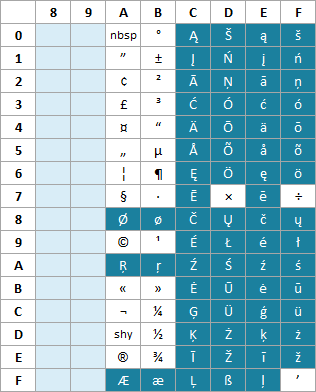 8 9 A B C D E F
0 nbsp ° Ą Š ą š
1 ” ± Į Ń į ń
2 ¢ ² Ā Ņ ā ņ
3 £ ³ Ć Ó ć ó
4 ¤ “ Ä Ō ä ō
5 „ µ Å Õ å õ
6 ¦ ¶ Ę Ö ę ö
7 § · Ē × ē ÷
8 Ø ø Č Ų č ų
9 © ¹ É Ł é ł
A Ŗ ŗ Ź Ś ź ś
B « » Ė Ū ė ū
C ¬ ¼ Ģ Ü ģ ü
D shy ½ Ķ Ż ķ ż
E ® ¾ Ī Ž ī ž
F Æ æ Ļ ß ļ ’